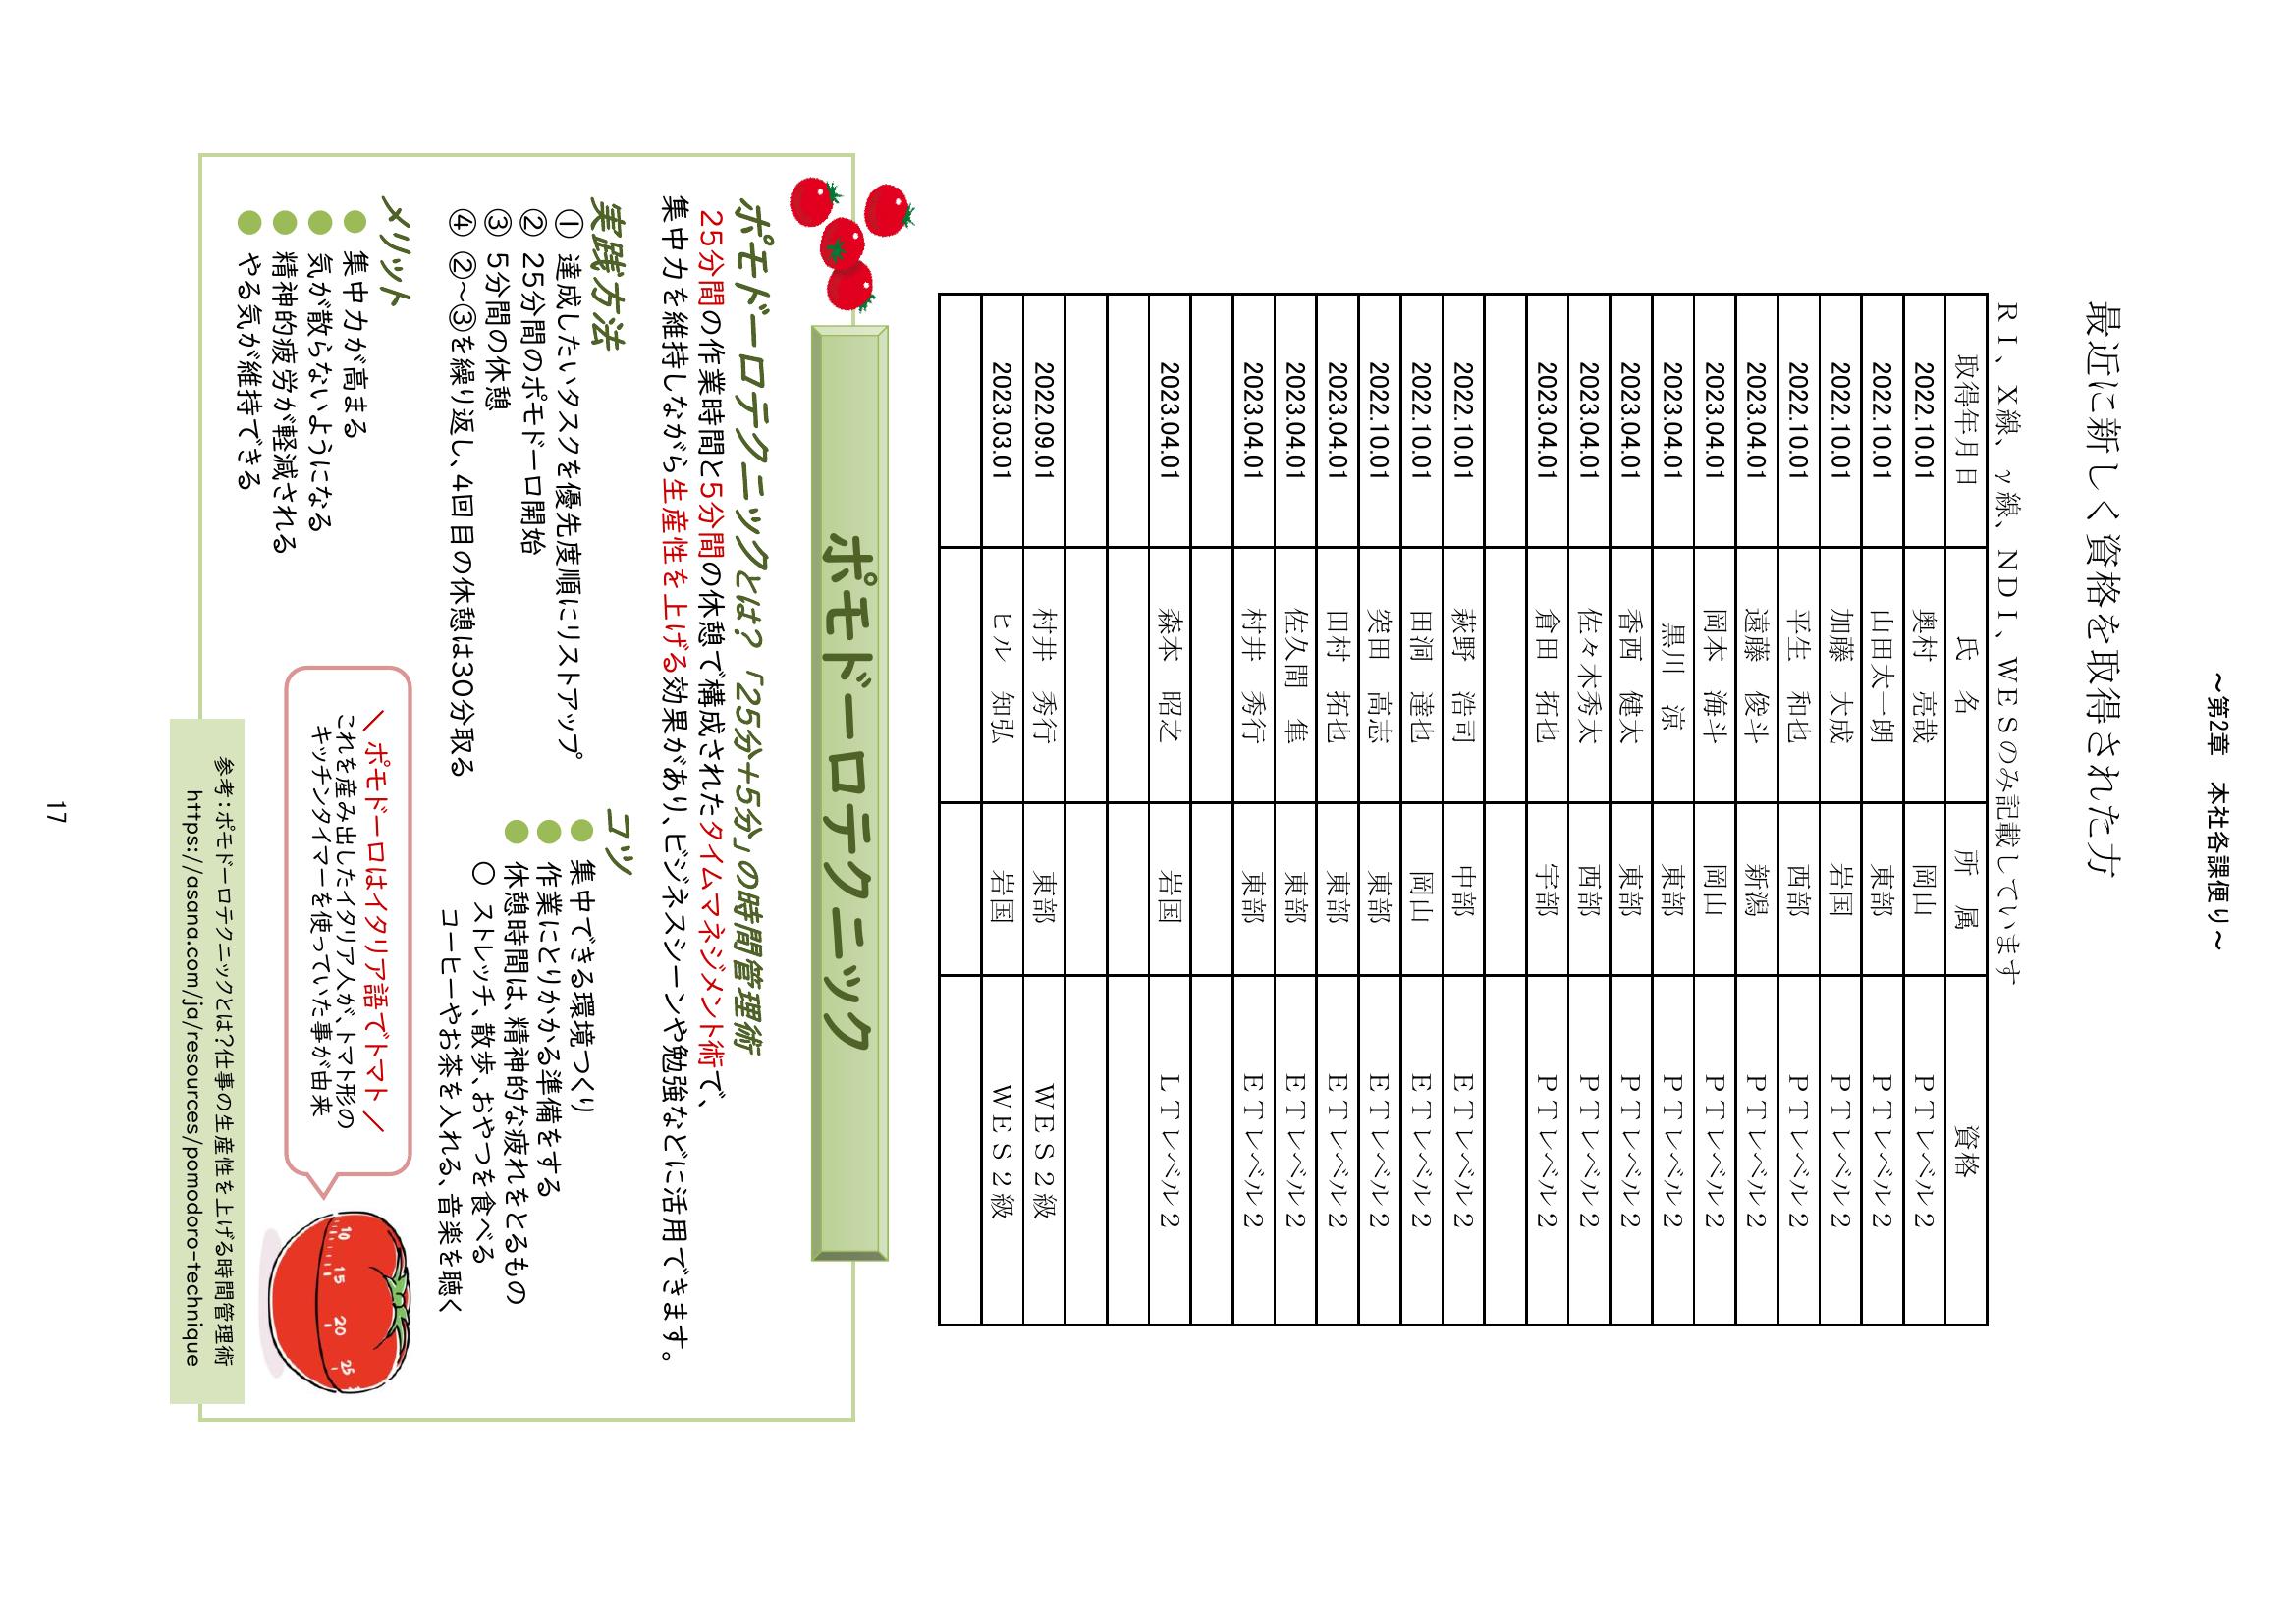 ～第2章　本社各課便り～
最近に新しく資格を取得された方
ＲＩ、Ｘ線、γ線、ＮＤＩ、ＷＥＳのみ記載しています
取得年月日　氏　名　所　属　資格
2022.10.01　奥村　亮哉　岡山　ＰＴレベル２
2022.10.01　山田太一朗　東部　ＰＴレベル２
2022.10.01　加藤　大成　岩国　ＰＴレベル２
2022.10.01　平生　和也　西部　ＰＴレベル２
2023.04.01　遠藤　俊斗　新潟　ＰＴレベル２
2023.04.01　岡本　海斗　岡山　ＰＴレベル２
2023.04.01　黒川　涼　東部　ＰＴレベル２
2023.04.01　香西　健太　東部　ＰＴレベル２
2023.04.01　佐々木秀太　西部　ＰＴレベル２
2023.04.01　倉田　拓也　宇部　ＰＴレベル２
2022.10.01　萩野　浩司　中部　ＥＴレベル２
2022.10.01　田洞　達也　岡山　ＥＴレベル２
2022.10.01　突田　高志　東部　ＥＴレベル２
2023.04.01　田村　拓也　東部　ＥＴレベル２
2023.04.01　佐久間　隼　東部　ＥＴレベル２
2023.04.01　村井　秀行　東部　ＥＴレベル２
2023.04.01　森本　昭之　岩国　ＬＴレベル２
2022.09.01　村井　秀行　東部　ＷＥＳ２級
2023.03.01　ヒル　知弘　岩国　ＷＥＳ２級
ポモドーロテクニック
ポモドーロテクニックとは？「25分+5分」の時間管理術
25分間の作業時間と5分間の休憩で構成されたタイムマネジメント術で、
集中力を維持しながら生産性を上げる効果があり、ビジネスシーンや勉強などに活用できます。
実践方法
① 達成したいタスクを優先度順にリストアップ
② 25分間のポモドーロ開始
③ 5分間の休憩
④ ②～③を繰り返し、4回目の休憩は30分取る
コツ
● 集中できる環境つくり
● 作業にとりかかる準備をする
● 休憩時間は、精神的な疲れをとるもの
○ ストレッチ、散歩、おやつを食べる
コーヒーやお茶を入れる、音楽を聴く
メリット
● 集中力が高まる
● 気が散らないようになる
● 精神的疲労が軽減される
● やる気が維持できる
＼ ポモドーロはイタリア語でトマト ／
これを産み出したイタリア人が、トマト形の
キッチンタイマーを使っていた事が由来
10 15 20 25
参考：ポモドーロテクニックとは？仕事の生産性を上げる時間管理術
https://asana.com/ja/resources/pomodoro-technique
17